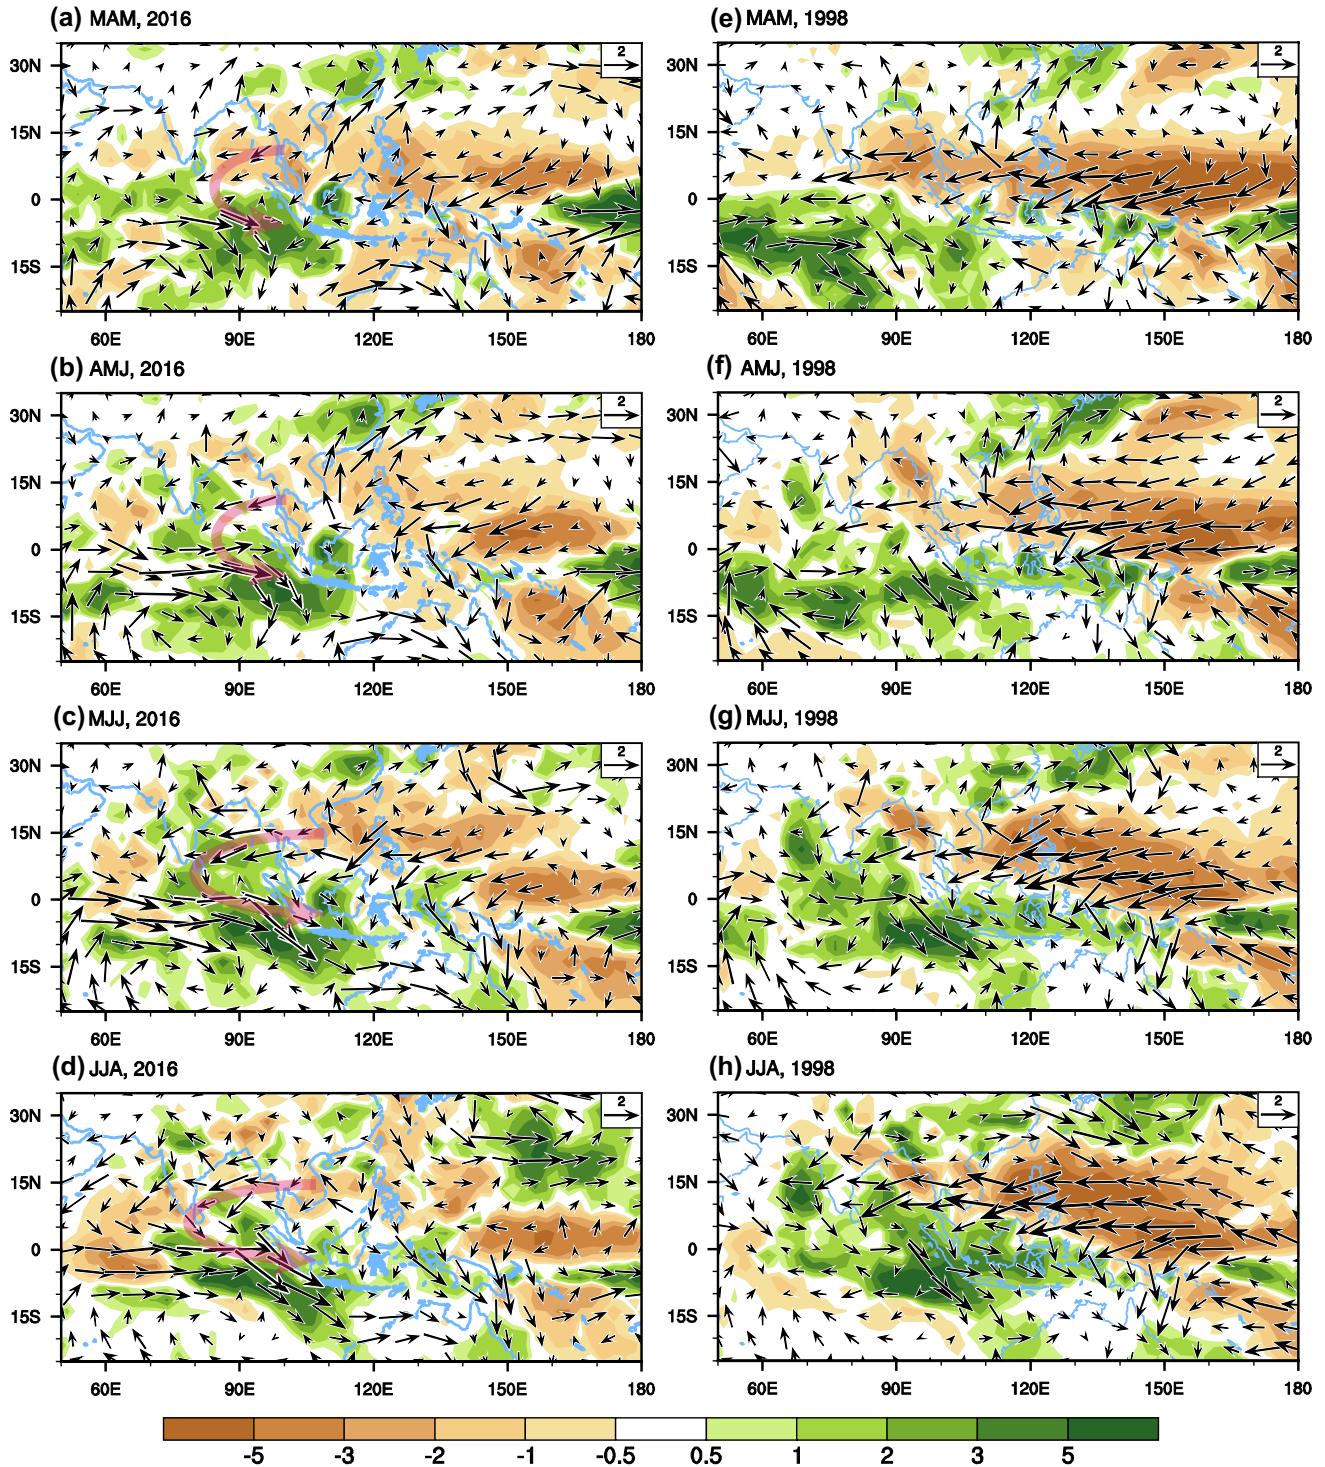 (a) MAM, 2016
2
30N
15N
0
15S
60E 90E 120E 150E 180
(e) MAM, 1998
2
30N
15N
0
15S
60E 90E 120E 150E 180
(b) AMJ, 2016
2
30N
15N
0
15S
60E 90E 120E 150E 180
(f) AMJ, 1998
2
30N
15N
0
15S
60E 90E 120E 150E 180
(c) MJJ, 2016
2
30N
15N
0
15S
60E 90E 120E 150E 180
(g) MJJ, 1998
2
30N
15N
0
15S
60E 90E 120E 150E 180
(d) JJA, 2016
2
30N
15N
0
15S
60E 90E 120E 150E 180
(h) JJA, 1998
2
30N
15N
0
15S
60E 90E 120E 150E 180
-5 -3 -2 -1 -0.5 0.5 1 2 3 5